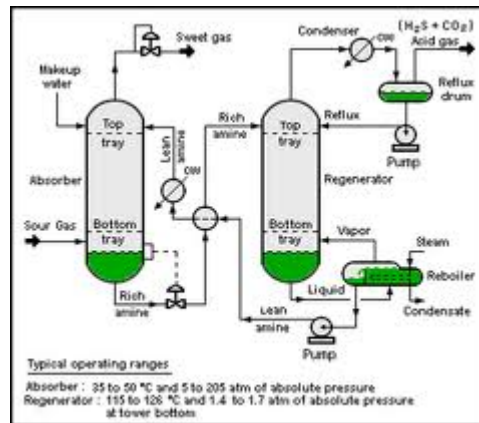 Sweet gas
Makeup
water
Top
tray
Absorber
Sour Gas
Bottom
tray
Rich
amine
Lean
amine
CW
Rich
amine
Condenser
CW
(H2S + CO2)
Acid gas
Reflux
drum
Reflux
Pump
Top
tray
Regenerator
Bottom
tray
Vapor
Steam
Reboiler
Liquid
Condensate
Lean
amine
Pump
Typical operating ranges
Absorber : 35 to 50 °C and 5 to 205 atm of absolute pressure
Regenerator : 115 to 126 °C and 1.4 to 1.7 atm of absolute pressure
at tower bottom